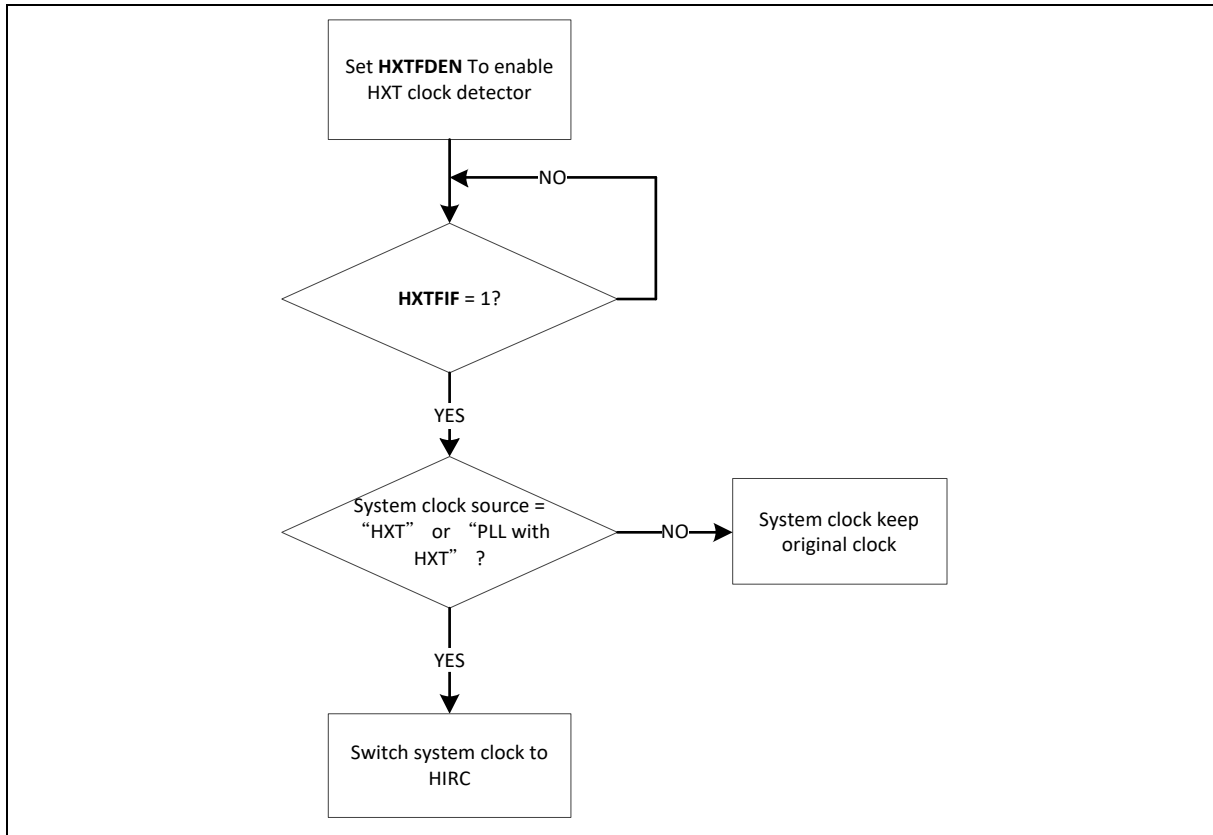 Set HXTFDEN To enable
HXT clock detector
NO
HXTFIF = 1?
YES
System clock source =
“HXT” or “PLL with
HXT” ?
NO
System clock keep
original clock
YES
Switch system clock to
HIRC